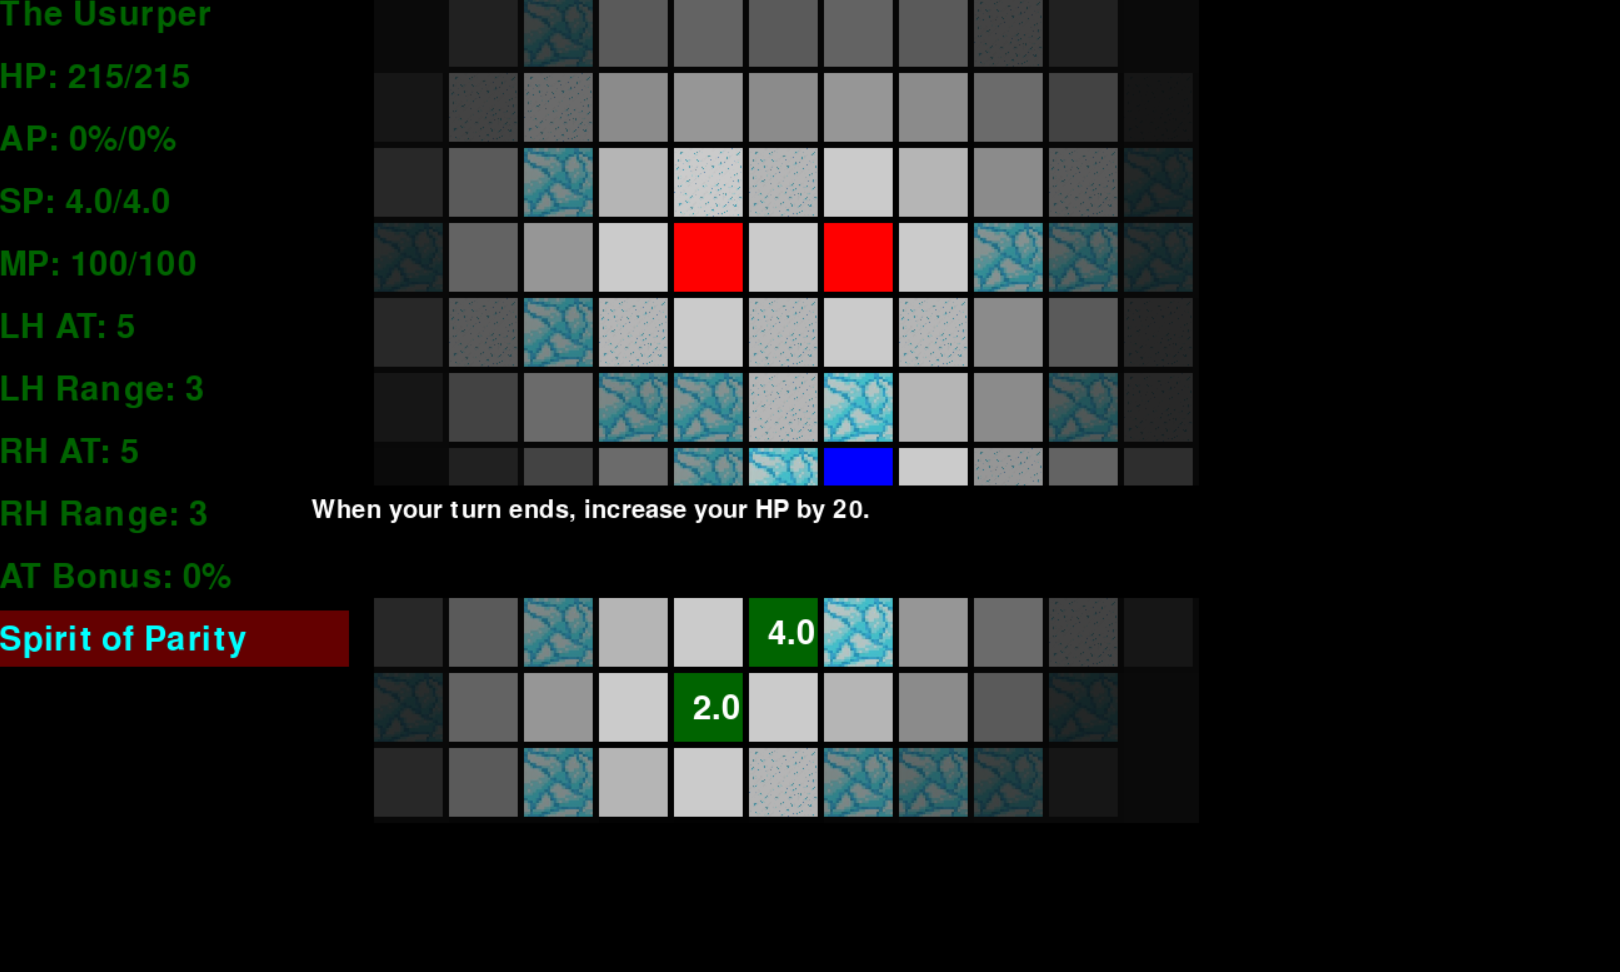 The Usurper
HP: 215/215
AP: 0%/0%
SP: 4.0/4.0
MP: 100/100
LH AT: 5
LH Range: 3
RH AT: 5
RH Range: 3
When your turn ends, increase your HP by 20.
AT Bonus: 0%
Spirit of Parity
4.0
2.0